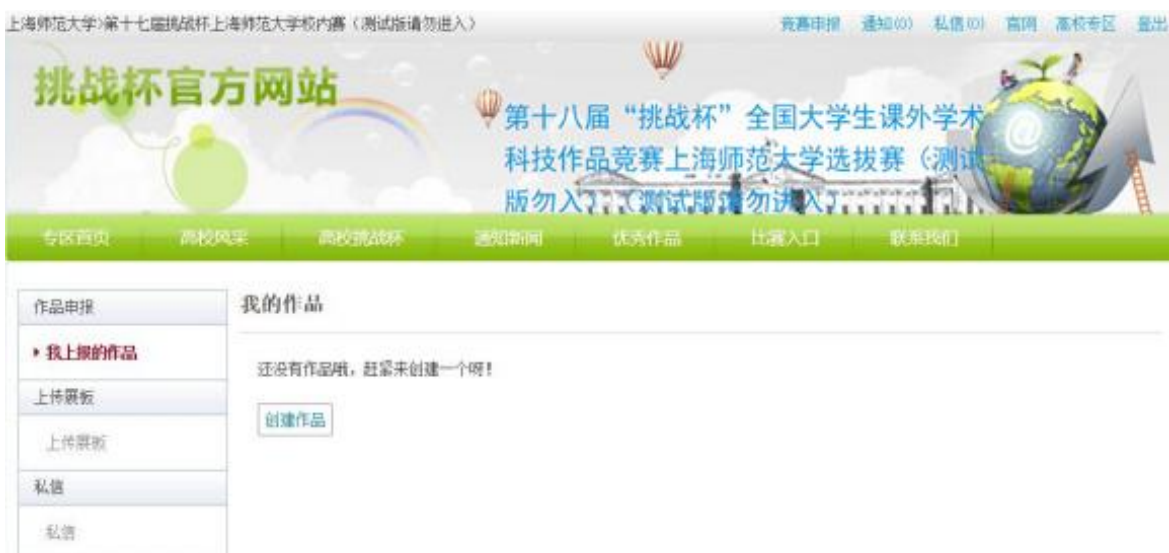 上海师范大学>第十七届挑战杯上海师范大学校内赛（测试版请勿进入）
竞赛申报 通知(0) 私信(0) 官网 高校专区 登出
挑战杯官方网站
第十八届“挑战杯”全国大学生课外学术
科技作品竞赛上海师范大学选拔赛（测试
版勿入）（测试版请勿进入）
专区首页 高校风采 高校挑战杯 通知新闻 优秀作品 比赛入口 联系我们
作品申报
我上报的作品
上传展板
上传展板
私信
私信
我的作品
还没有作品哦，赶紧来创建一个呀！
创建作品